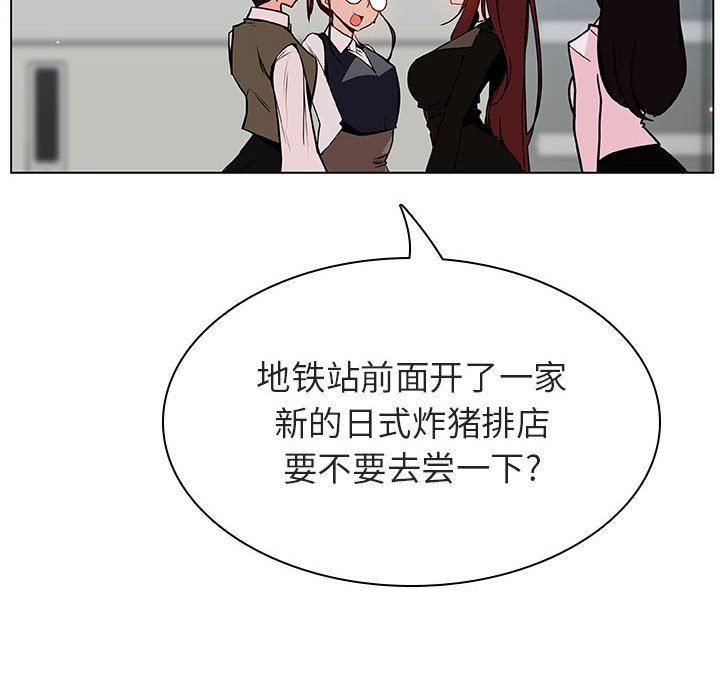 地铁站前面开了一家
新的日式炸猪排店
要不要去尝一下?